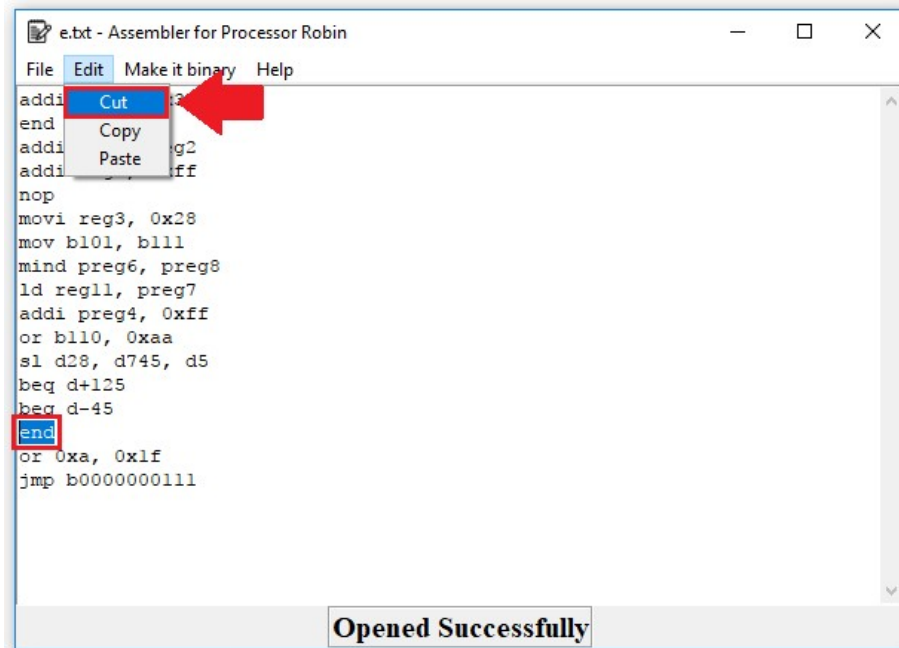 e.txt - Assembler for Processor Robin
File Edit Make it binary Help
Cut
Copy
Paste
addi
end
addi g2
addi ff
nop
movi reg3, 0x28
mov b101, b111
mind preg6, preg8
ld reg11, preg7
addi preg4, 0xff
or b110, 0xaa
sl d28, d745, d5
beq d+125
beq d-45
end
or 0xa, 0x1f
jmp b0000000111
Opened Successfully